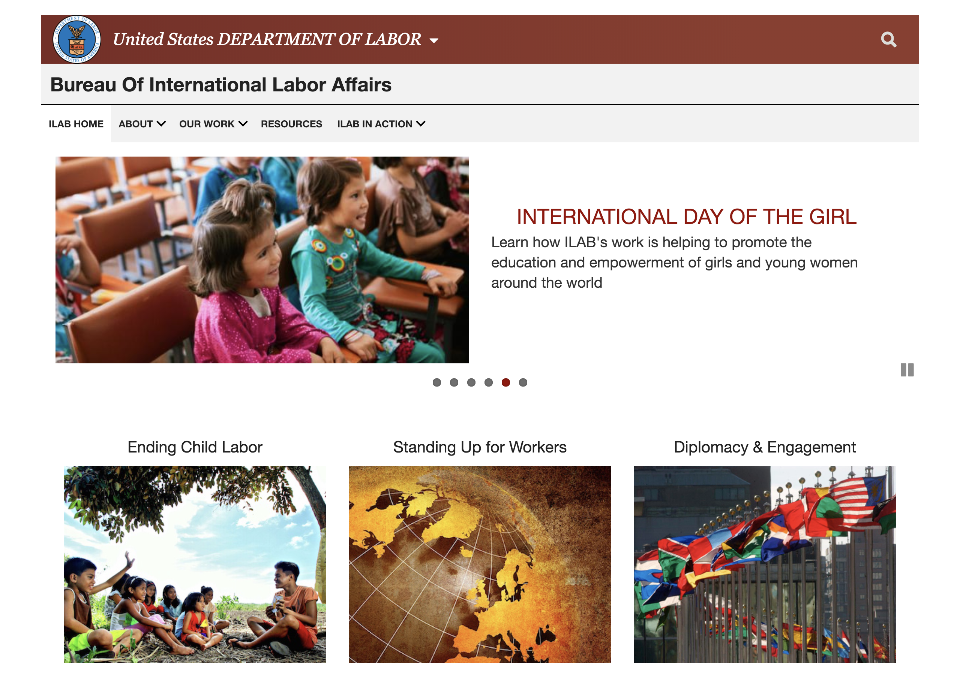 United States DEPARTMENT OF LABOR
Bureau Of International Labor Affairs
ILAB HOME ABOUT OUR WORK RESOURCES ILAB IN ACTION
INTERNATIONAL DAY OF THE GIRL
Learn how ILAB's work is helping to promote the
education and empowerment of girls and young women
around the world
Ending Child Labor Standing Up for Workers Diplomacy & Engagement